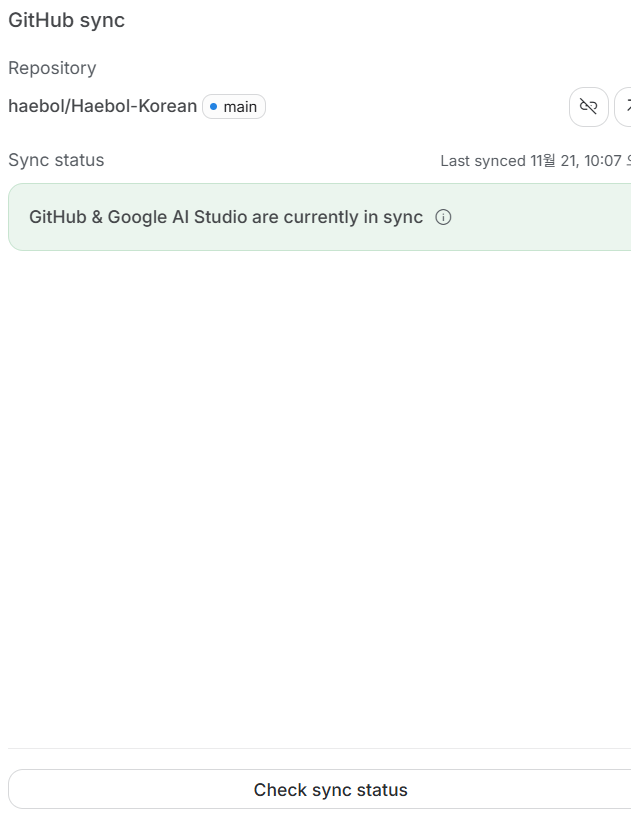 GitHub sync
Repository
haebol/Haebol-Korean main
Sync status
Last synced 11월 21, 10:07
GitHub & Google AI Studio are currently in sync
Check sync status